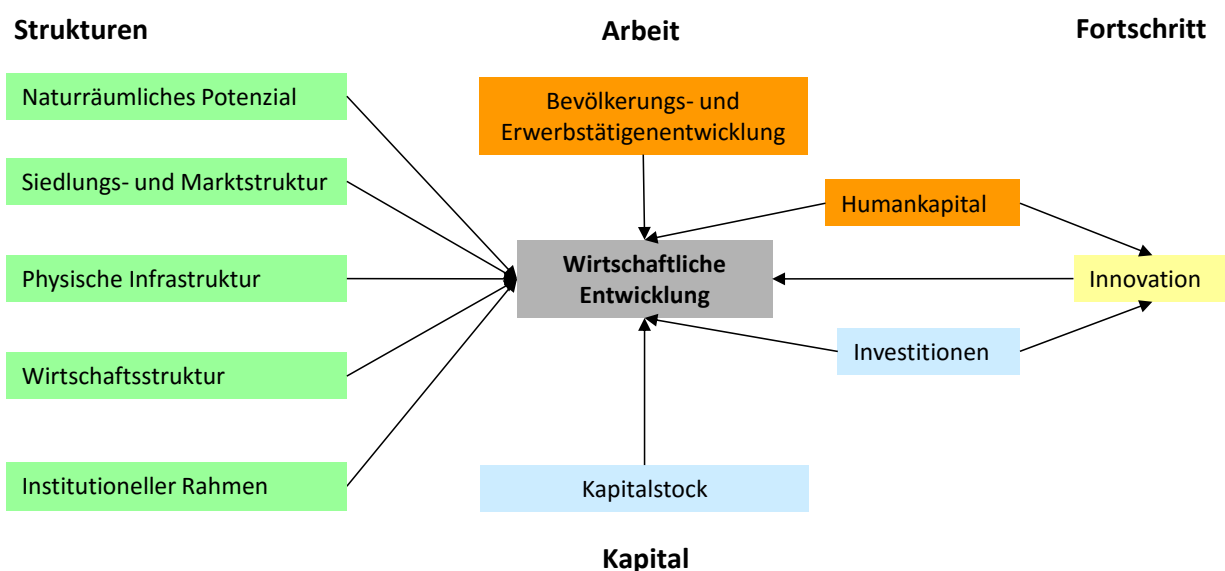 Strukturen
Arbeit
Fortschritt
Naturräumliches Potenzial
Siedlungs- und Marktstruktur
Physische Infrastruktur
Wirtschaftsstruktur
Institutioneller Rahmen
Bevölkerungs- und
Erwerbstätigenentwicklung
Humankapital
Wirtschaftliche
Entwicklung
Innovation
Investitionen
Kapitalstock
Kapital